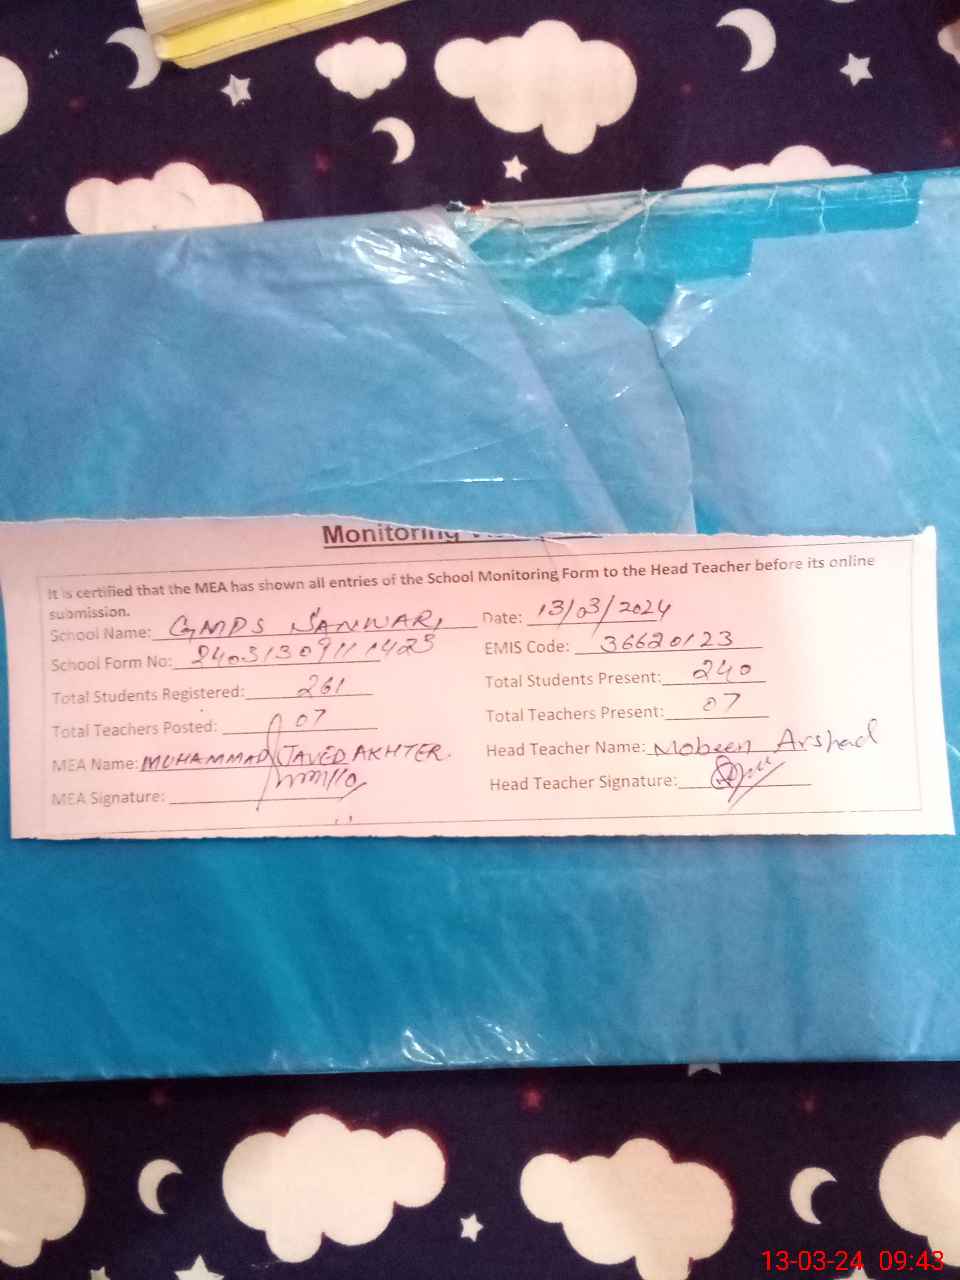 Monitoring
It is certified that the MEA has shown all entries of the School Monitoring Form to the Head Teacher before its online
submission.
School Name: GMPS SANWARI Date: 13/03/2024
School Form No: 2403130911 1423 EMIS Code: 36620123
Total Students Registered: 261 Total Students Present: 240
Total Teachers Posted: 07 Total Teachers Present: 07
MEA Name: MUHAMMAD JAVED AKHTER. Head Teacher Name: Mobeen Arshad
MEA Signature: Head Teacher Signature:
13-03-24 09:43